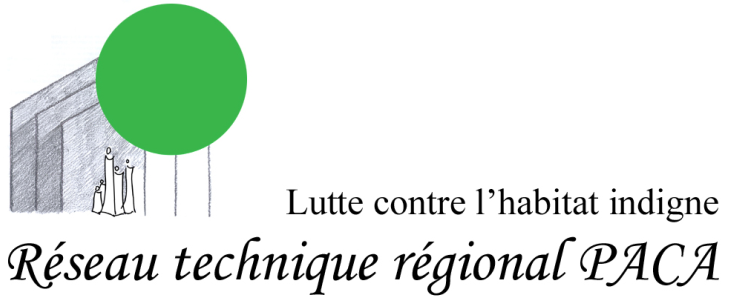 Lutte contre l’habitat indigne
Réseau technique régional PACA